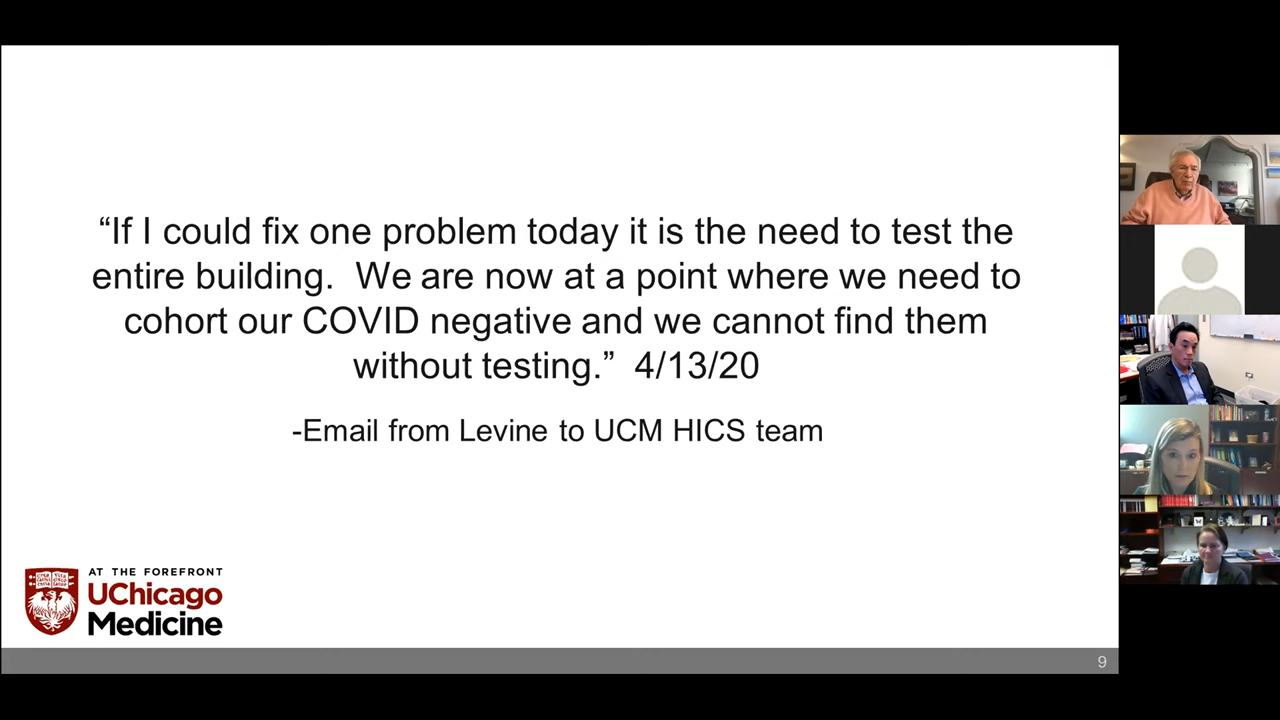 “If I could fix one problem today it is the need to test the
entire building.  We are now at a point where we need to
cohort our COVID negative and we cannot find them
without testing.”  4/13/20
-Email from Levine to UCM HICS team
AT THE FOREFRONT
UChicago
Medicine
9